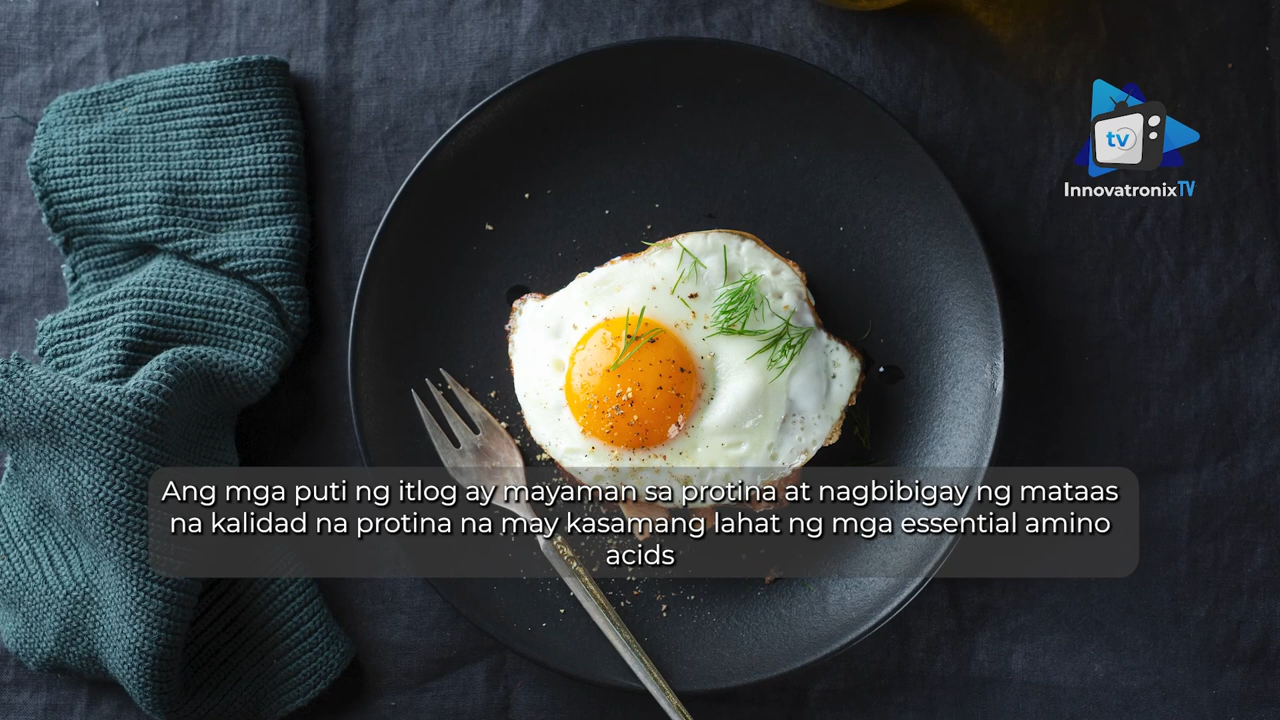 tv
InnovatronixTV
Ang mga puti ng itlog ay mayaman sa protina at nagbibigay ng mataas
na kalidad na protina na may kasamang lahat ng mga essential amino
acids